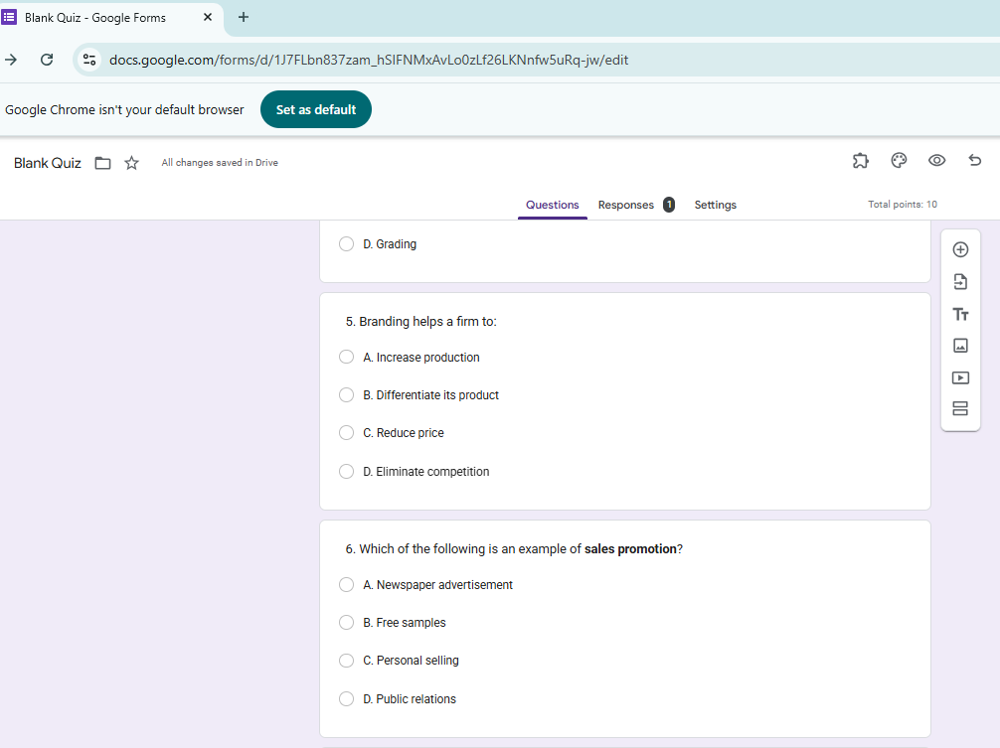 Blank Quiz - Google Forms
docs.google.com/forms/d/1J7FLbn837zam_hSIFNMxAvLo0zLf26LKNnfw5uRq-jw/edit
Google Chrome isn't your default browser
Set as default
Blank Quiz
All changes saved in Drive
Questions
Responses 1
Settings
Total points: 10
D. Grading
5. Branding helps a firm to:
A. Increase production
B. Differentiate its product
C. Reduce price
D. Eliminate competition
6. Which of the following is an example of sales promotion?
A. Newspaper advertisement
B. Free samples
C. Personal selling
D. Public relations